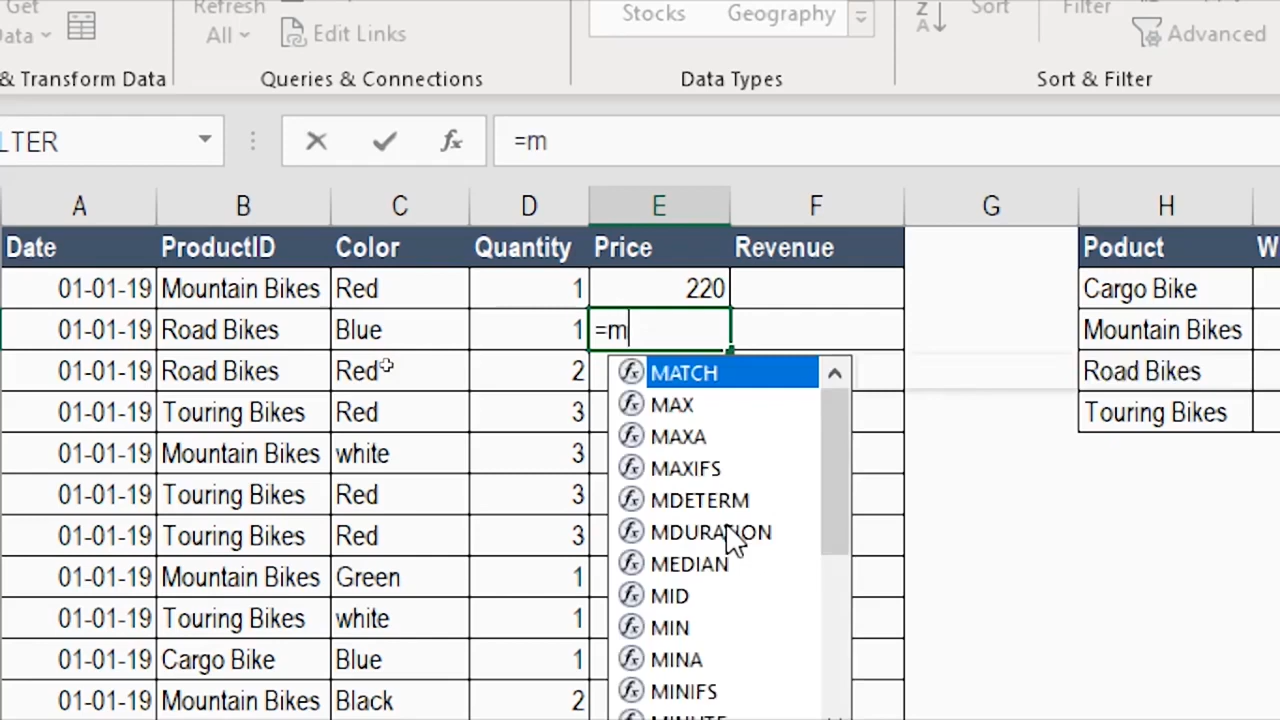 Get
Refresh
Stocks
Geography
Sort
Filter
Data
All
Edit Links
Advanced
& Transform Data
Queries & Connections
Data Types
Sort & Filter
LTER
fx
=m
A B C D E F G H
Date ProductID Color Quantity Price Revenue Poduct W
01-01-19 Mountain Bikes Red 1 220 Cargo Bike
01-01-19 Road Bikes Blue 1 =m Mountain Bikes
01-01-19 Road Bikes Red 2 Road Bikes
01-01-19 Touring Bikes Red 3 Touring Bikes
01-01-19 Mountain Bikes white 3
01-01-19 Touring Bikes Red 3
01-01-19 Touring Bikes Red 3
01-01-19 Mountain Bikes Green 1
01-01-19 Touring Bikes white 1
01-01-19 Cargo Bike Blue 1
01-01-19 Mountain Bikes Black 2
MATCH
MAX
MAXA
MAXIFS
MDETERM
MDURATION
MEDIAN
MID
MIN
MINA
MINIFS
MINUTE